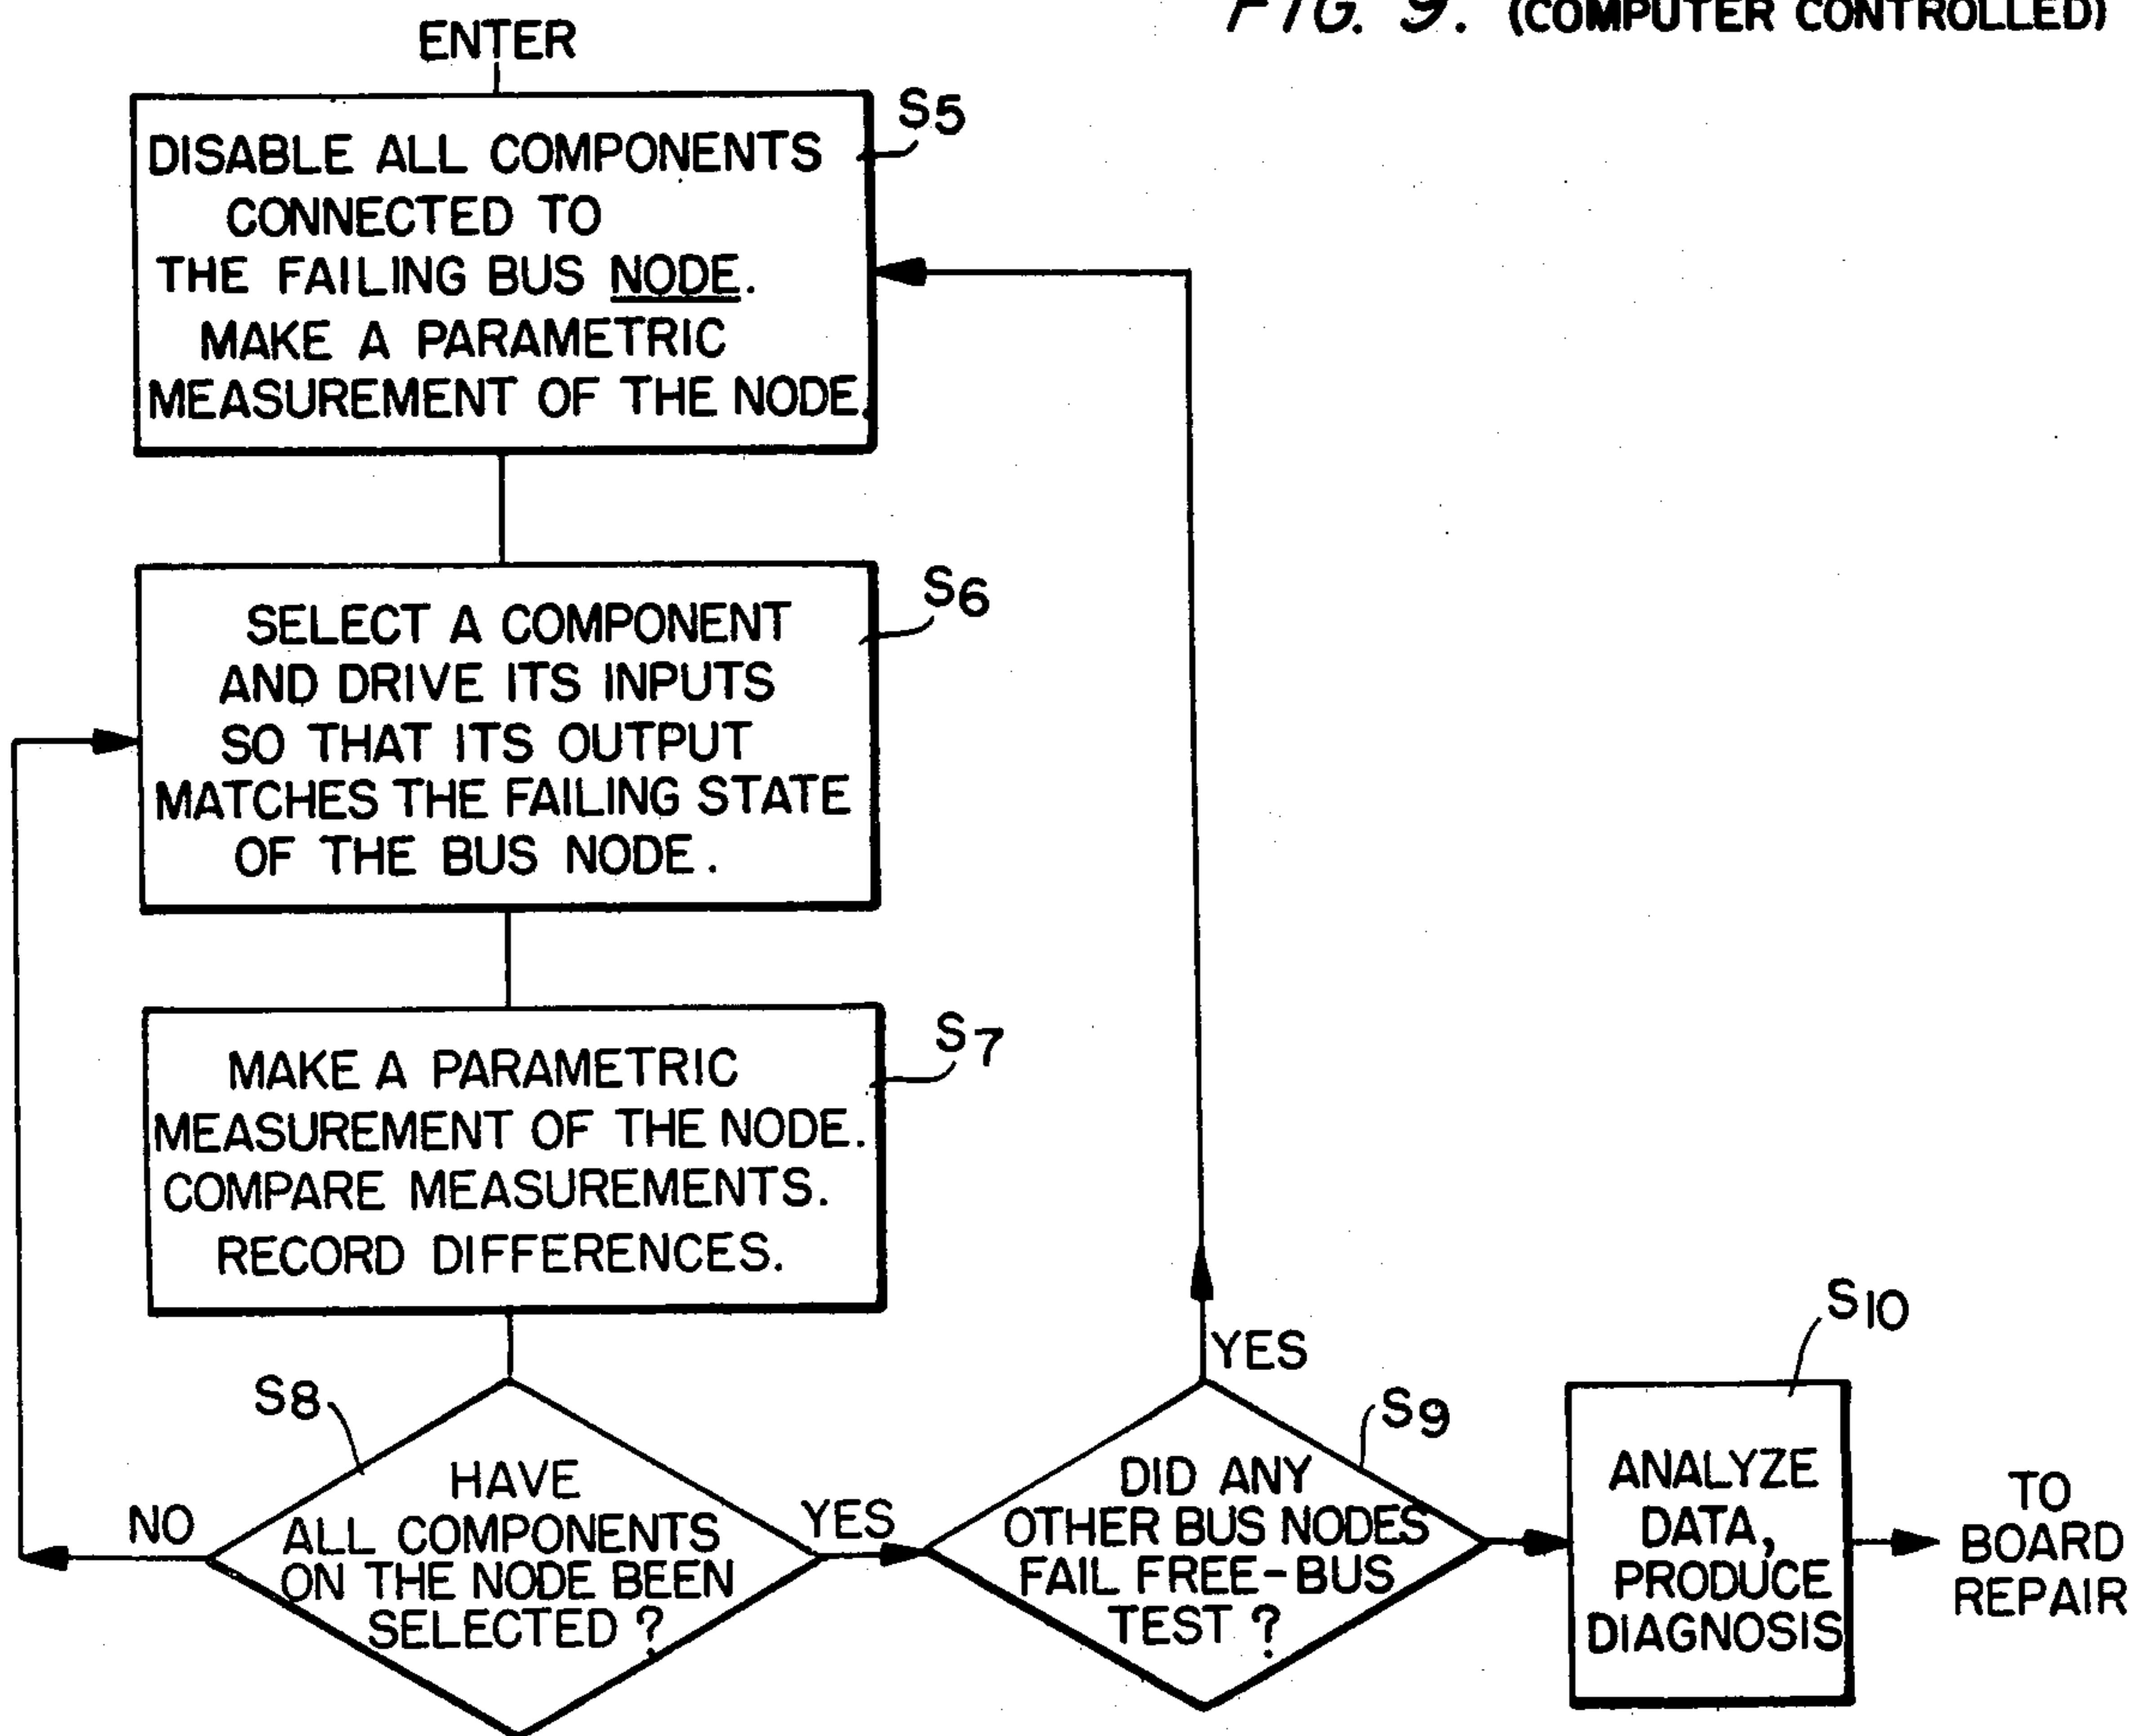 FIG. 9. (COMPUTER CONTROLLED)
ENTER
S5
DISABLE ALL COMPONENTS
CONNECTED TO
THE FAILING BUS NODE.
MAKE A PARAMETRIC
MEASUREMENT OF THE NODE.
S6
SELECT A COMPONENT
AND DRIVE ITS INPUTS
SO THAT ITS OUTPUT
MATCHES THE FAILING STATE
OF THE BUS NODE.
S7
MAKE A PARAMETRIC
MEASUREMENT OF THE NODE.
COMPARE MEASUREMENTS.
RECORD DIFFERENCES.
S8
HAVE
ALL COMPONENTS
ON THE NODE BEEN
SELECTED ?
NO
YES
S9
DID ANY
OTHER BUS NODES
FAIL FREE-BUS
TEST ?
YES
S10
ANALYZE
DATA,
PRODUCE
DIAGNOSIS
TO
BOARD
REPAIR